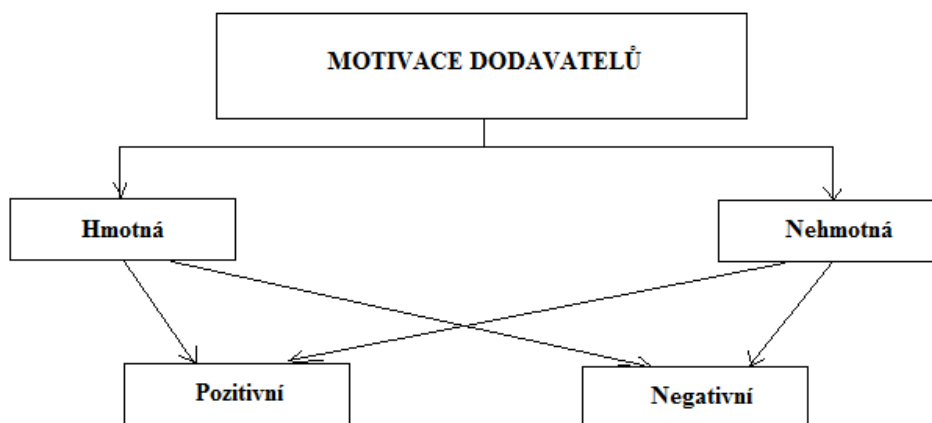 MOTIVACE DODAVATELŮ
Hmotná
Nehmotná
Pozitivní
Negativní